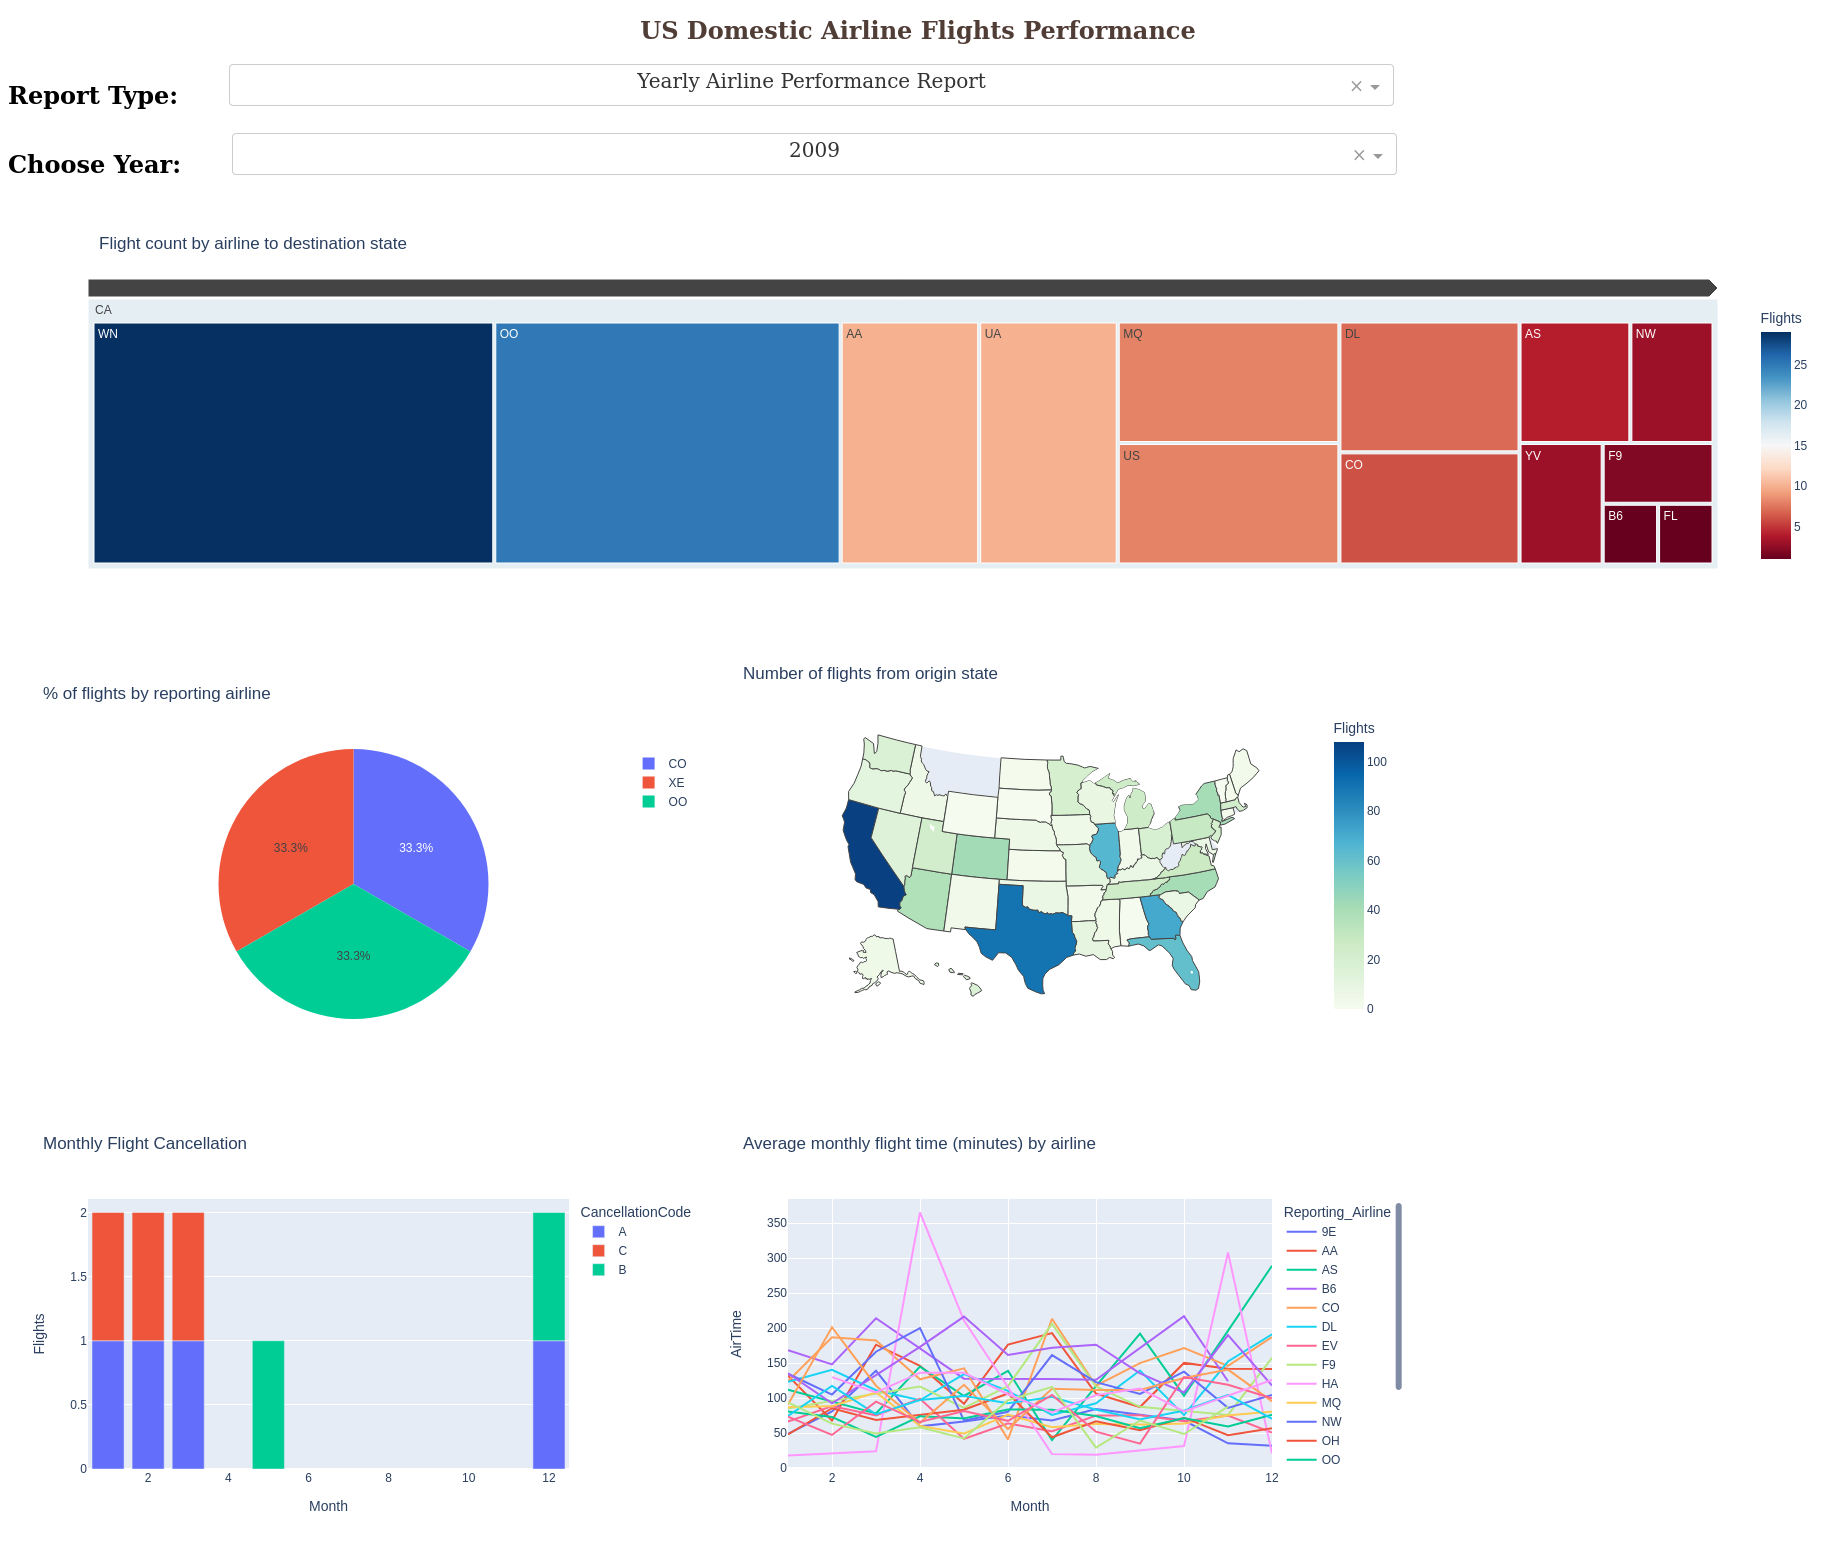 US Domestic Airline Flights Performance
Report Type:
Yearly Airline Performance Report
×
Choose Year:
2009
×
Flight count by airline to destination state
CA
WN
OO
AA
UA
MQ
US
DL
CO
AS
NW
YV
F9
B6
FL
Flights
25
20
15
10
5
% of flights by reporting airline
33.3%
33.3%
33.3%
CO
XE
OO
Number of flights from origin state
Flights
100
80
60
40
20
0
Monthly Flight Cancellation
Flights
2
1.5
1
0.5
0
2
4
6
8
10
12
Month
CancellationCode
A
C
B
Average monthly flight time (minutes) by airline
AirTime
350
300
250
200
150
100
50
0
2
4
6
8
10
12
Month
Reporting_Airline
9E
AA
AS
B6
CO
DL
EV
F9
HA
MQ
NW
OH
OO